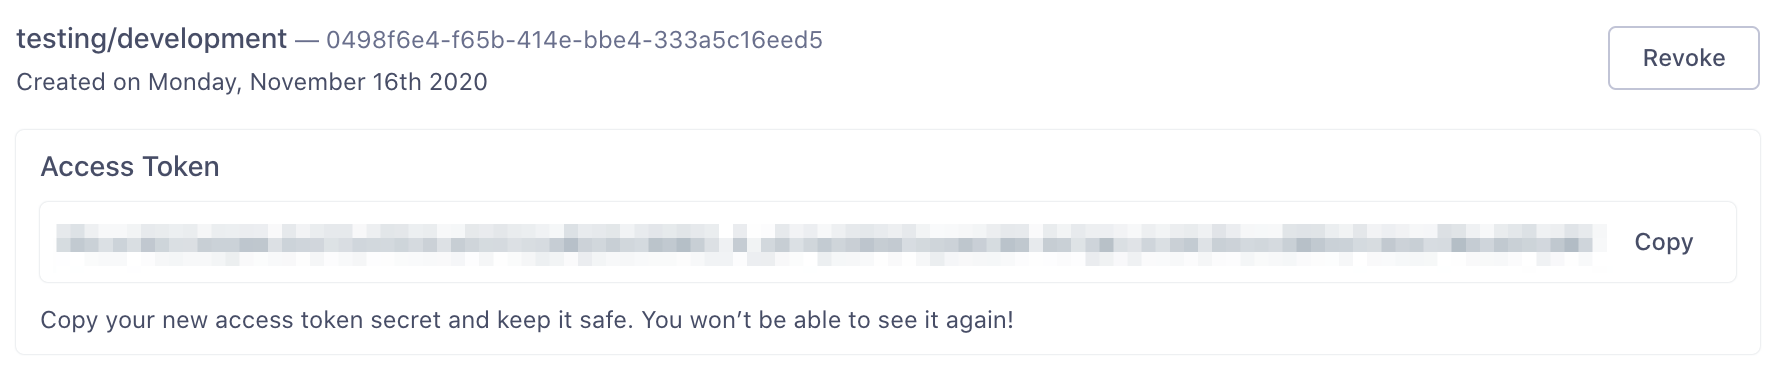 testing/development — 0498f6e4-f65b-414e-bbe4-333a5c16eed5
Revoke
Created on Monday, November 16th 2020
Access Token
Copy
Copy your new access token secret and keep it safe. You won’t be able to see it again!